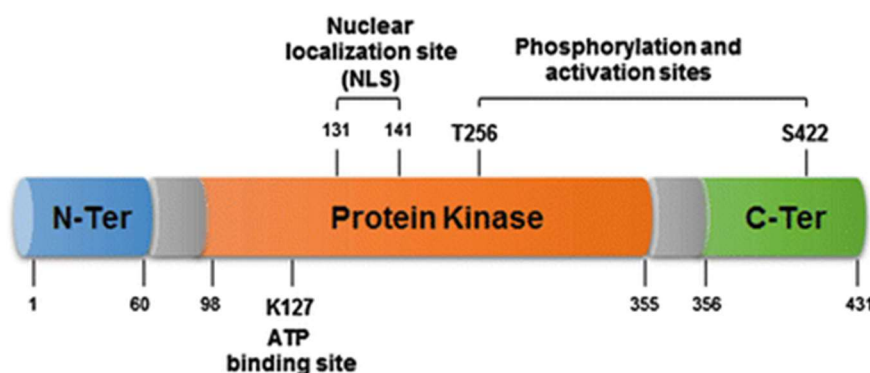 Nuclear
localization site
(NLS)
Phosphorylation and
activation sites
131 141 T256 S422
N-Ter Protein Kinase C-Ter
1 60 98 K127 355 356 431
ATP
binding site